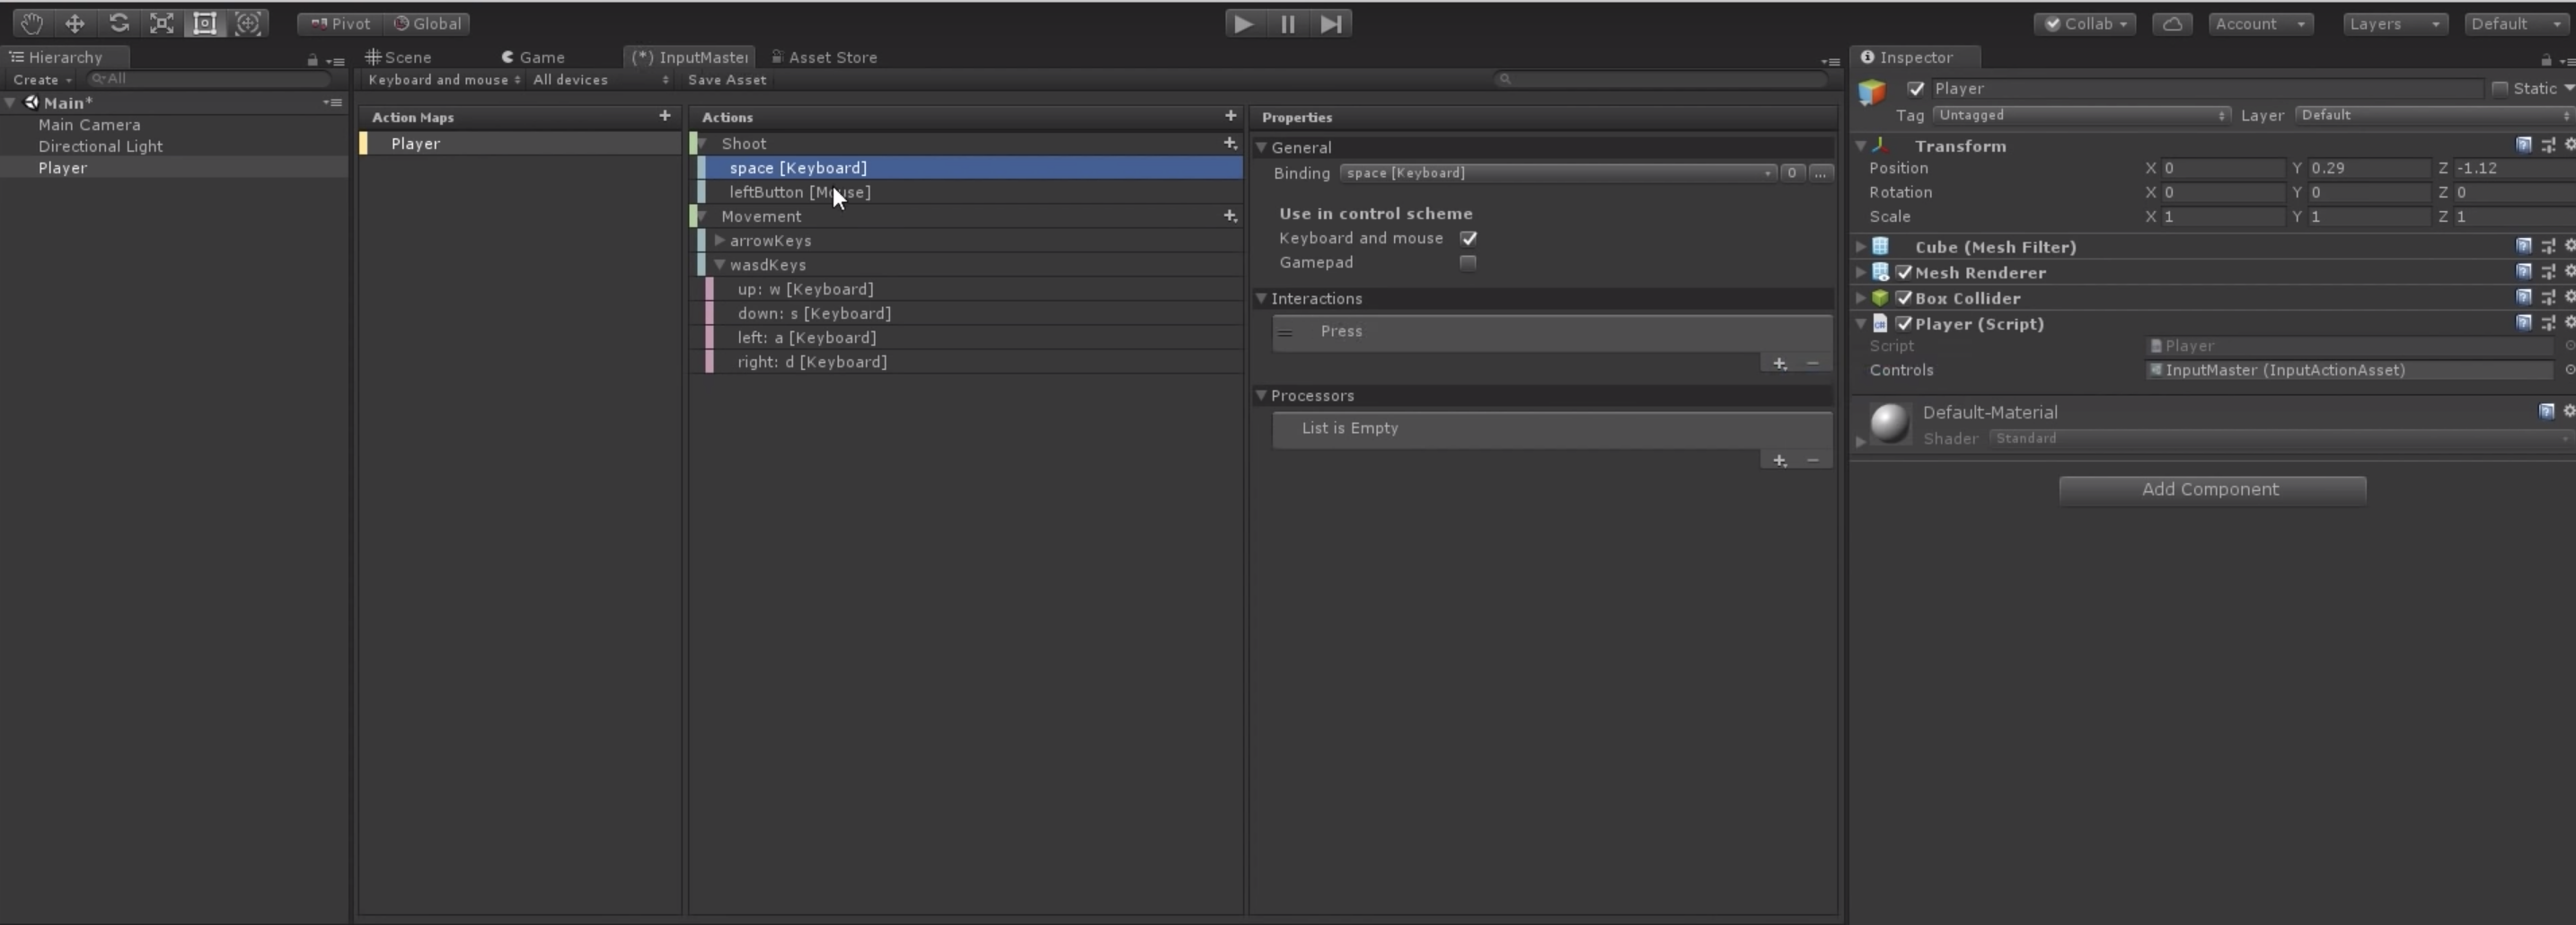 Pivot Global Collab Account Layers Default
Hierarchy Scene Game (*) InputMaster Asset Store Inspector
Create All Keyboard and mouse All devices Save Asset
Main*
Main Camera
Directional Light
Player
Action Maps
Player
Actions
Shoot
space [Keyboard]
leftButton [Mouse]
Movement
arrowKeys
wasdKeys
up: w [Keyboard]
down: s [Keyboard]
left: a [Keyboard]
right: d [Keyboard]
Properties
General
Binding space [Keyboard] 0 ...
Use in control scheme
Keyboard and mouse
Gamepad
Interactions
Press
Processors
List is Empty
Player Static
Tag Untagged Layer Default
Transform
Position X 0 Y 0.29 Z -1.12
Rotation X 0 Y 0 Z 0
Scale X 1 Y 1 Z 1
Cube (Mesh Filter)
Mesh Renderer
Box Collider
Player (Script)
Script Player
Controls InputMaster (InputActionAsset)
Default-Material
Shader Standard
Add Component